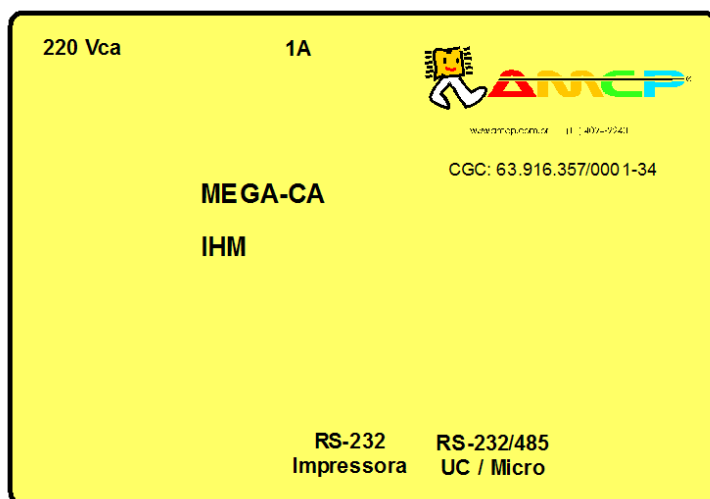 220 Vca 1A
AMCP
CGC: 63.916.357/0001-34
MEGA-CA
IHM
RS-232 RS-232/485
Impressora UC / Micro